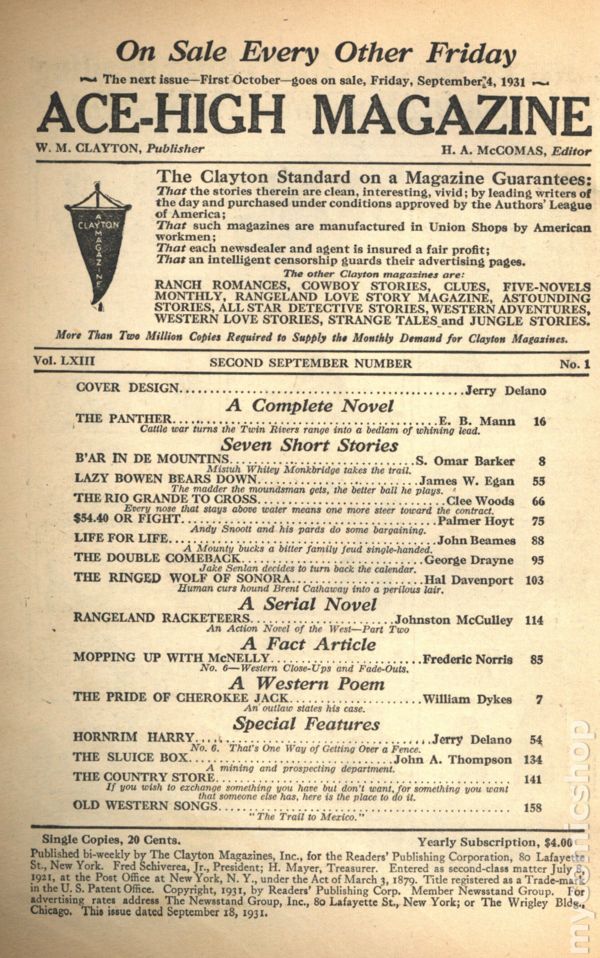 On Sale Every Other Friday
The next issue—First October—goes on sale, Friday, September 4, 1931
ACE-HIGH MAGAZINE
W. M. CLAYTON, Publisher H. A. McCOMAS, Editor
CLAYTON
A
MAGAZINE
The Clayton Standard on a Magazine Guarantees:
That the stories therein are clean, interesting, vivid; by leading writers of
the day and purchased under conditions approved by the Authors' League
of America;
That such magazines are manufactured in Union Shops by American
workmen;
That each newsdealer and agent is insured a fair profit;
That an intelligent censorship guards their advertising pages.
The other Clayton magazines are:
RANCH ROMANCES, COWBOY STORIES, CLUES, FIVE-NOVELS
MONTHLY, RANGELAND LOVE STORY MAGAZINE, ASTOUNDING
STORIES, ALL STAR DETECTIVE STORIES, WESTERN ADVENTURES,
WESTERN LOVE STORIES, STRANGE TALES and JUNGLE STORIES.
More Than Two Million Copies Required to Supply the Monthly Demand for Clayton Magazines.
Vol. LXIII SECOND SEPTEMBER NUMBER No. 1
COVER DESIGN Jerry Delano
A Complete Novel
THE PANTHER E. B. Mann 16
Cattle war turns the Twin Rivers range into a bedlam of whining lead.
Seven Short Stories
B'AR IN DE MOUNTINS S. Omar Barker 8
Mistuh Whitey Monkbridge takes the trail.
LAZY BOWEN BEARS DOWN James W. Egan 55
The madder the moundsman gets, the better ball he plays.
THE RIO GRANDE TO CROSS Clee Woods 66
Every nose that stays above water means one more steer toward the contract.
$54.40 OR FIGHT Palmer Hoyt 75
Andy Snoott and his pards do some bargaining.
LIFE FOR LIFE John Beames 88
A Mounty bucks a bitter family feud single-handed.
THE DOUBLE COMEBACK George Drayne 95
Jake Senlan decides to turn back the calendar.
THE RINGED WOLF OF SONORA Hal Davenport 103
Human curs hound Brent Cathaway into a perilous lair.
A Serial Novel
RANGELAND RACKETEERS Johnston McCulley 114
An Action Novel of the West—Part Two
A Fact Article
MOPPING UP WITH McNELLY Frederic Norris 85
No. 6—Western Close-Ups and Fade-Outs.
A Western Poem
THE PRIDE OF CHEROKEE JACK William Dykes 7
An outlaw states his case.
Special Features
HORNRIM HARRY Jerry Delano 54
No. 6. That's One Way of Getting Over a Fence.
THE SLUICE BOX John A. Thompson 134
A mining and prospecting department.
THE COUNTRY STORE 141
If you wish to exchange something you have but don't want, for something you want
that someone else has, here is the place to do it.
OLD WESTERN SONGS 158
"The Trail to Mexico."
Single Copies, 20 Cents. Yearly Subscription, $4.00
Published bi-weekly by The Clayton Magazines, Inc., for the Readers' Publishing Corporation, 80 Lafayette
St., New York. Fred Schiverea, Jr., President; H. Mayer, Treasurer. Entered as second-class matter July
1921, at the Post Office at New York, N. Y., under the Act of March 3, 1879. Title registered as a Trade-mark
in the U. S. Patent Office. Copyright, 1931, by Readers' Publishing Corp. Member Newsstand Group. For
advertising rates address The Newsstand Group, Inc., 80 Lafayette St., New York; or The Wrigley Bldg.,
Chicago. This issue dated September 18, 1931.
mycomicshop